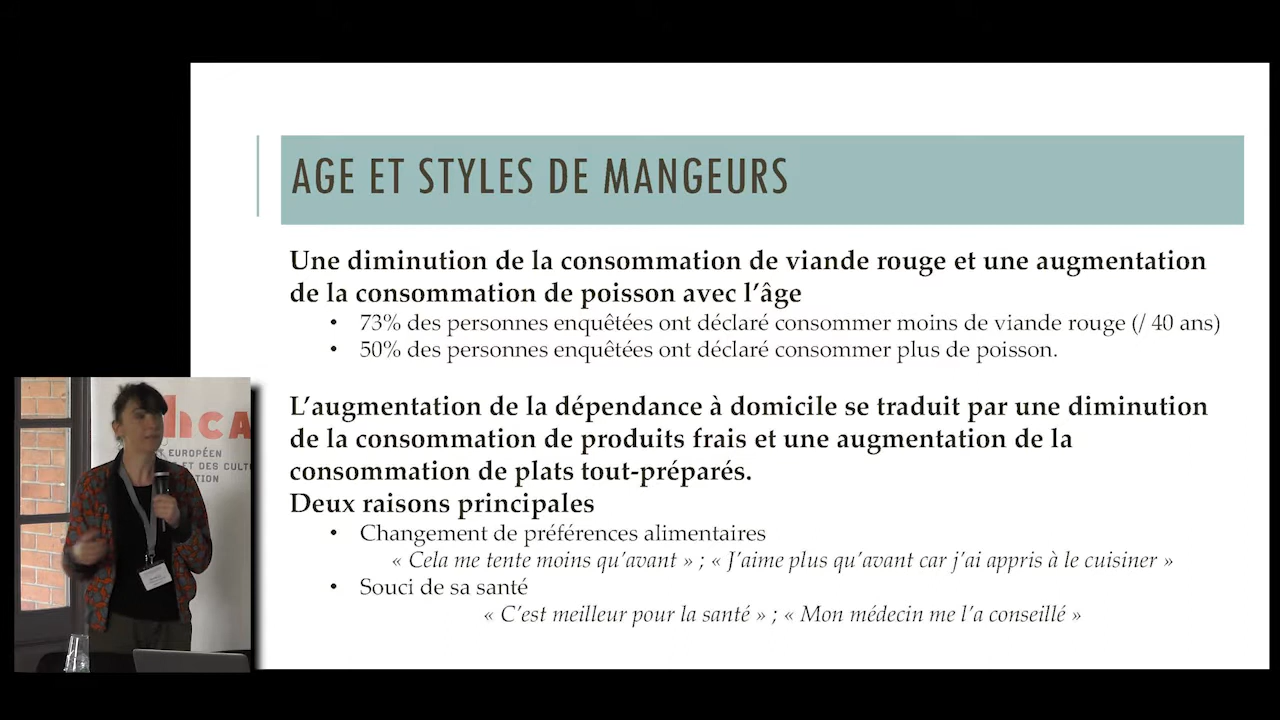 AGE ET STYLES DE MANGEURS
Une diminution de la consommation de viande rouge et une augmentation
de la consommation de poisson avec l’âge
• 73% des personnes enquêtées ont déclaré consommer moins de viande rouge (/ 40 ans)
• 50% des personnes enquêtées ont déclaré consommer plus de poisson.
L’augmentation de la dépendance à domicile se traduit par une diminution
de la consommation de produits frais et une augmentation de la
consommation de plats tout-préparés.
Deux raisons principales
• Changement de préférences alimentaires
« Cela me tente moins qu’avant » ; « J’aime plus qu’avant car j’ai appris à le cuisiner »
• Souci de sa santé
« C’est meilleur pour la santé » ; « Mon médecin me l’a conseillé »
EUROPÉEN
ET DES CULTU